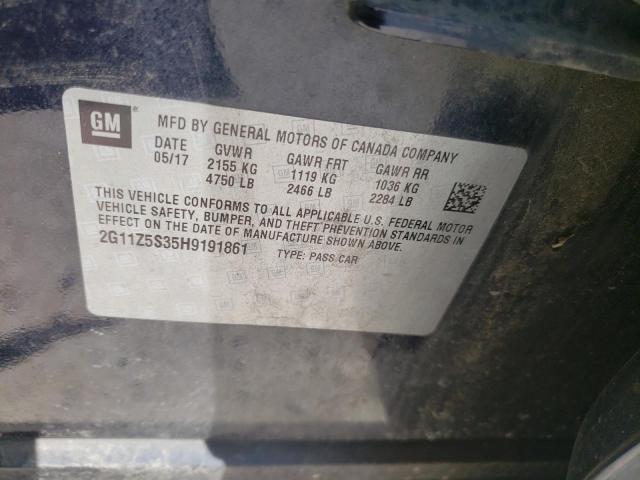 GM
MFD BY GENERAL MOTORS OF CANADA COMPANY
DATE GVWR GAWR FRT GAWR RR
05/17 2155 KG 1119 KG 1036 KG
4750 LB 2466 LB 2284 LB
THIS VEHICLE CONFORMS TO ALL APPLICABLE U.S. FEDERAL MOTOR
VEHICLE SAFETY, BUMPER, AND THEFT PREVENTION STANDARDS IN
EFFECT ON THE DATE OF MANUFACTURE SHOWN ABOVE.
2G11Z5S35H9191861 TYPE: PASS CAR